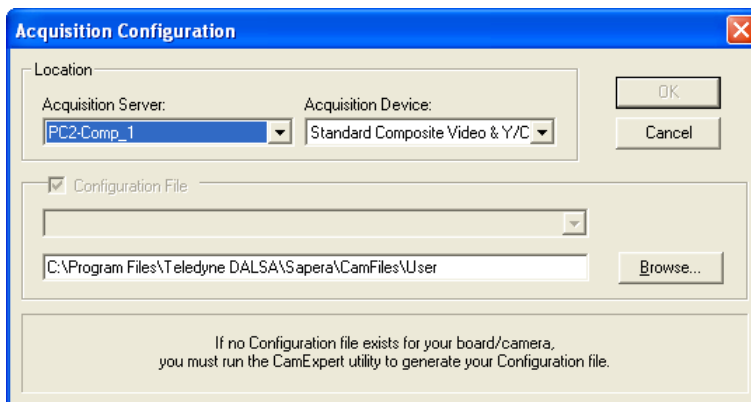 Acquisition Configuration
Location
Acquisition Server:
Acquisition Device:
PC2-Comp_1
Standard Composite Video & Y/C
OK
Cancel
Configuration File
C:\Program Files\Teledyne DALSA\Sapera\CamFiles\User
Browse...
If no Configuration file exists for your board/camera,
you must run the CamExpert utility to generate your Configuration file.